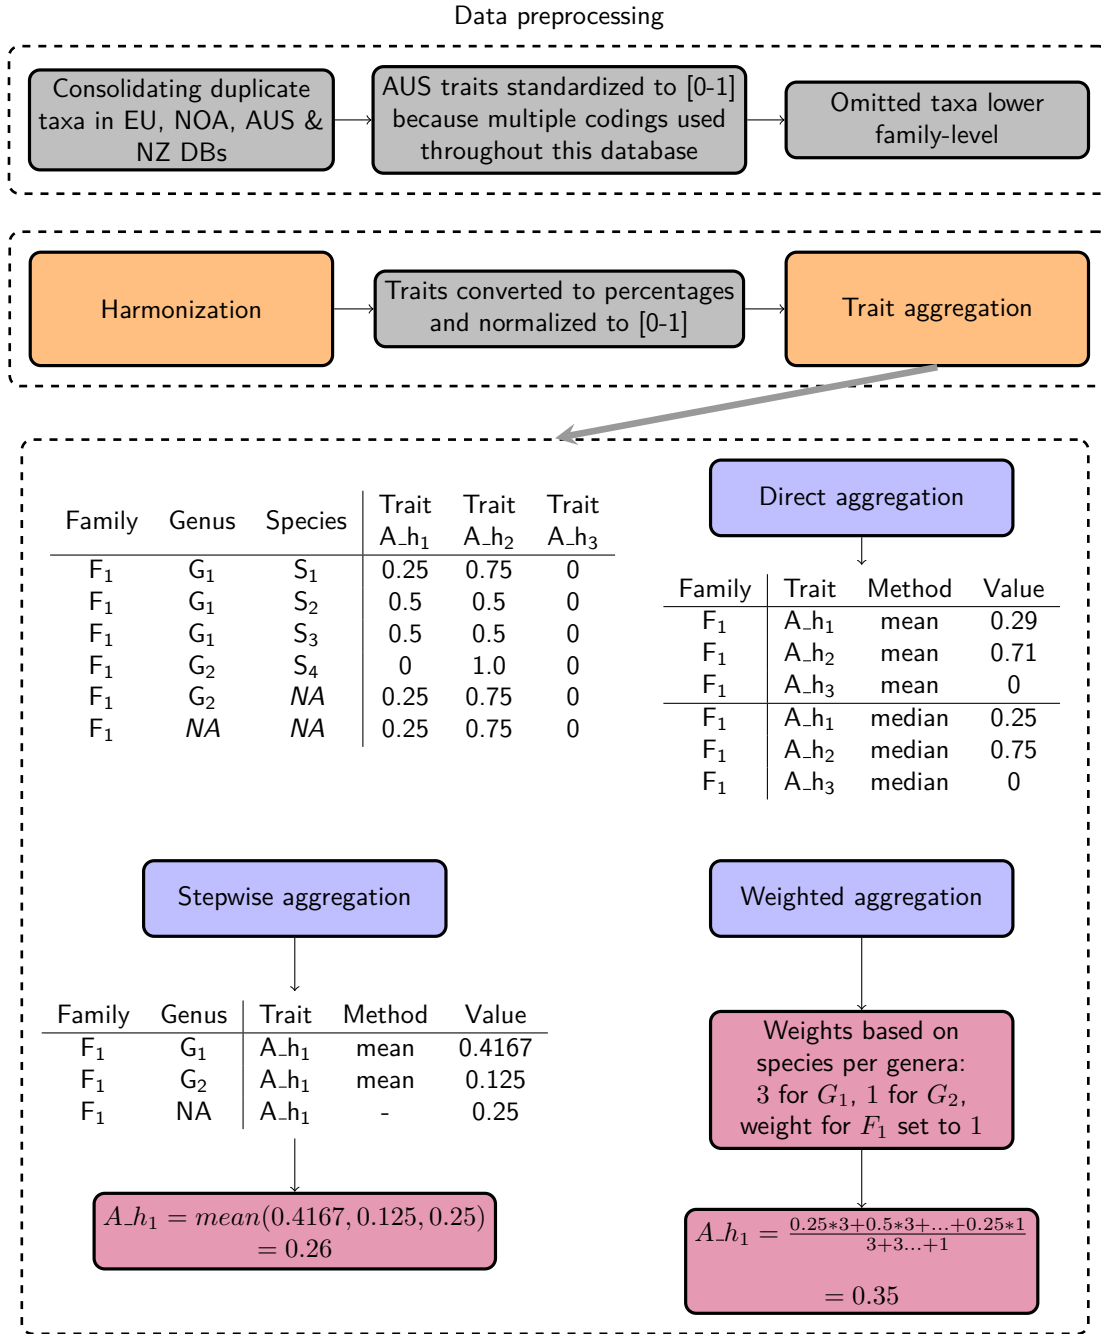 Data preprocessing
Consolidating duplicate
taxa in EU, NOA, AUS &
NZ DBs
AUS traits standardized to [0-1]
because multiple codings used
throughout this database
Omitted taxa lower
family-level
Harmonization
Traits converted to percentages
and normalized to [0-1]
Trait aggregation
Family Genus Species Trait A_h₁ Trait A_h₂ Trait A_h₃
F₁ G₁ S₁ 0.25 0.75 0
F₁ G₁ S₂ 0.5 0.5 0
F₁ G₁ S₃ 0.5 0.5 0
F₁ G₂ S₄ 0 1.0 0
F₁ G₂ NA 0.25 0.75 0
F₁ NA NA 0.25 0.75 0
Direct aggregation
Family Trait Method Value
F₁ A_h₁ mean 0.29
F₁ A_h₂ mean 0.71
F₁ A_h₃ mean 0
F₁ A_h₁ median 0.25
F₁ A_h₂ median 0.75
F₁ A_h₃ median 0
Stepwise aggregation
Family Genus Trait Method Value
F₁ G₁ A_h₁ mean 0.4167
F₁ G₂ A_h₁ mean 0.125
F₁ NA A_h₁ - 0.25
A_h₁ = mean(0.4167, 0.125, 0.25)
= 0.26
Weighted aggregation
Weights based on
species per genera:
3 for G₁, 1 for G₂,
weight for F₁ set to 1
A_h₁ = (0.25*3+0.5*3+...+0.25*1)/(3+3...+1)
= 0.35